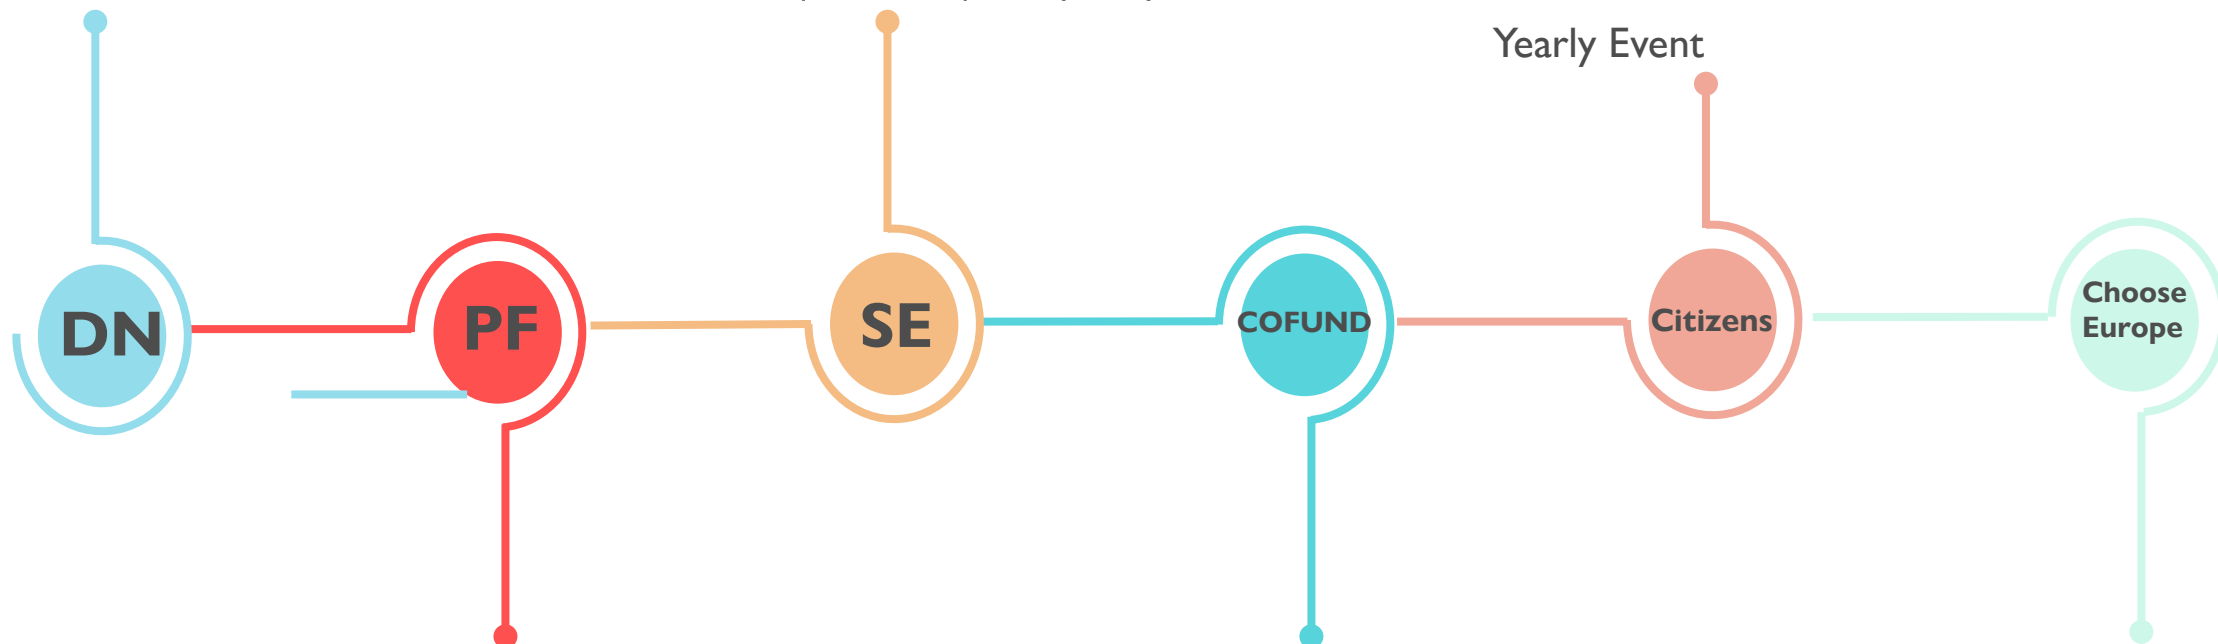 Yearly Event
DN
PF
SE
COFUND
Citizens
Choose
Europe